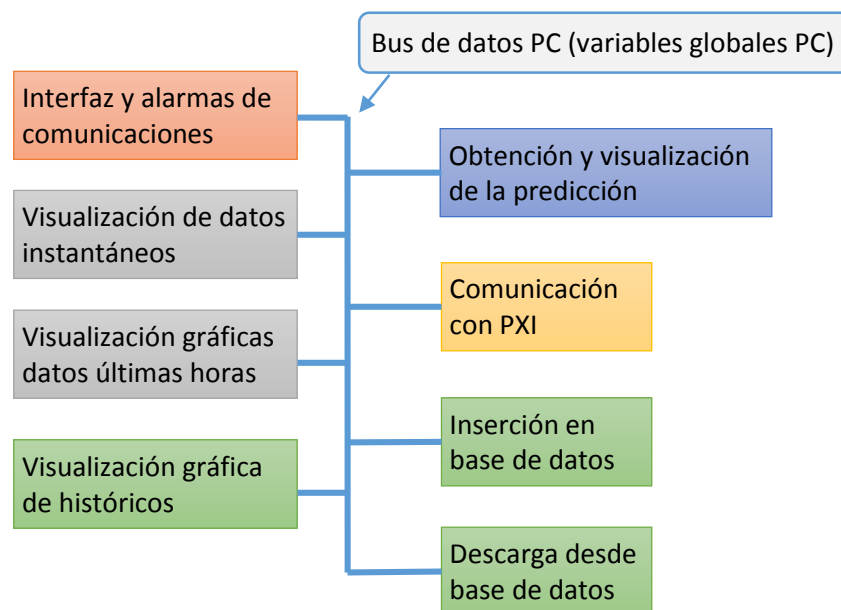 Bus de datos PC (variables globales PC)
Interfaz y alarmas de
comunicaciones
Obtención y visualización
de la predicción
Visualización de datos
instantáneos
Comunicación
con PXI
Visualización gráficas
datos últimas horas
Inserción en
base de datos
Visualización gráfica
de históricos
Descarga desde
base de datos